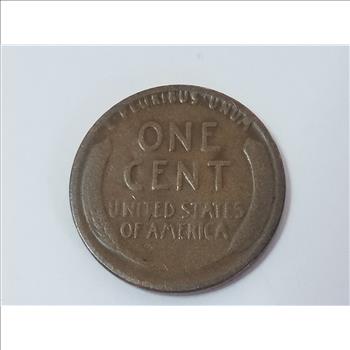 E·PLURIBUS·UNUM
ONE
CENT
UNITED STATES
OF AMERICA